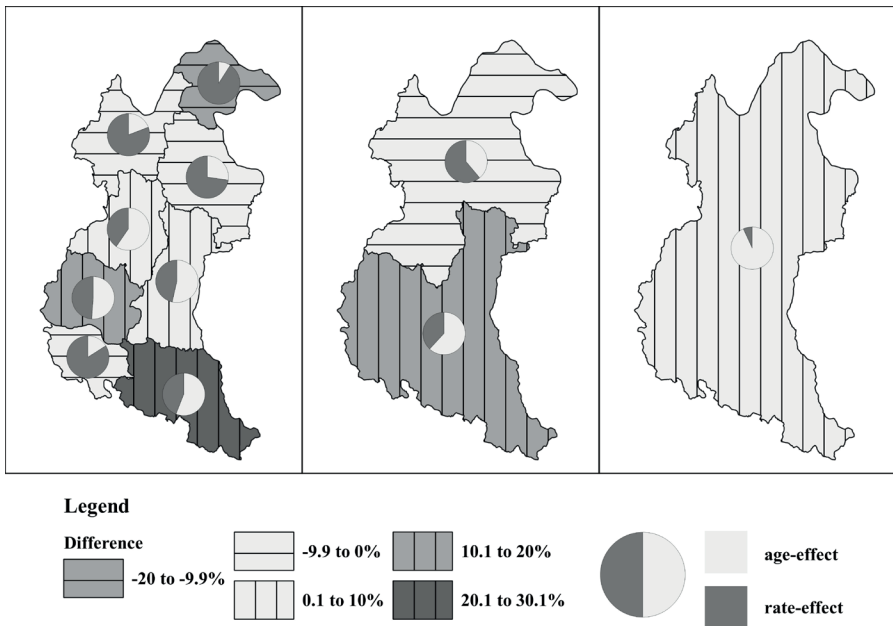 Legend
Difference
-20 to -9.9%
-9.9 to 0%
0.1 to 10%
10.1 to 20%
20.1 to 30.1%
age-effect
rate-effect